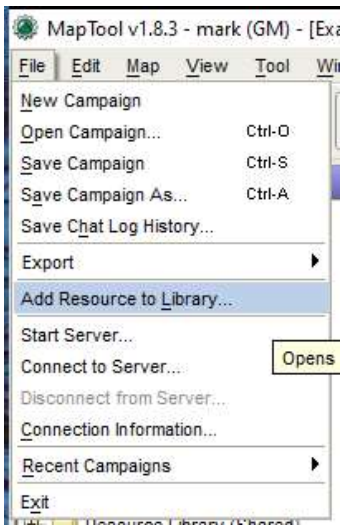 MapTool v1.8.3 - mark (GM) - [Exa
File Edit Map View Tool Wi
New Campaign
Open Campaign... Ctrl-O
Save Campaign Ctrl-S
Save Campaign As... Ctrl-A
Save Chat Log History...
Export
Add Resource to Library...
Start Server...
Opens
Connect to Server...
Disconnect from Server...
Connection Information...
Recent Campaigns
Exit
Resource Library (Shared)